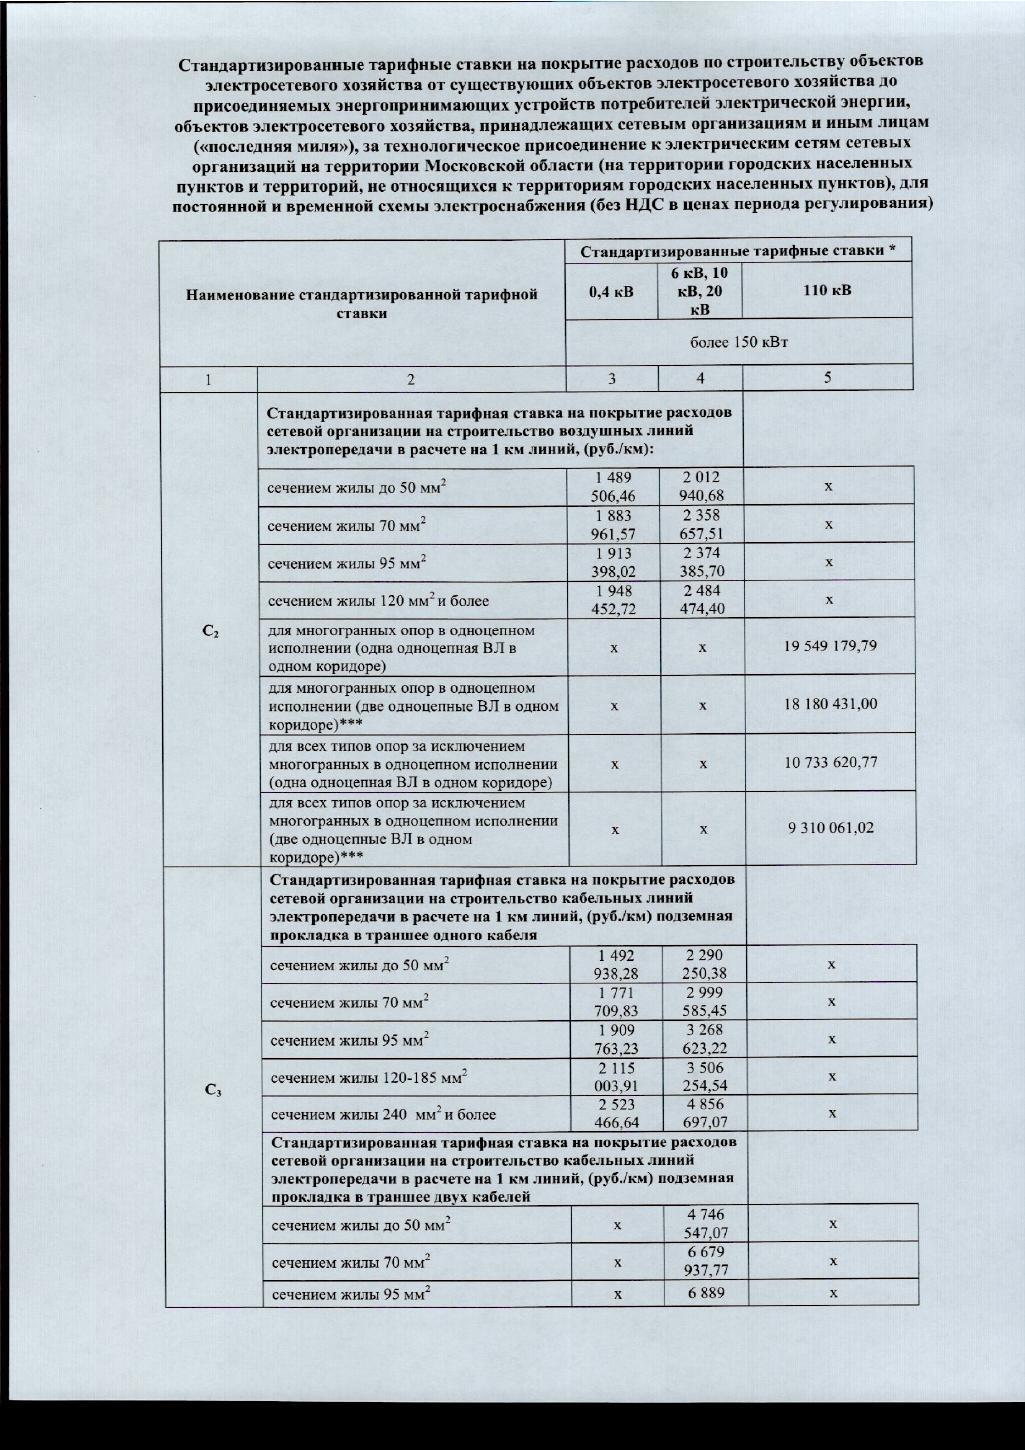 Стандартизированные тарифные ставки на покрытие расходов по строительству объектов
электросетевого хозяйства от существующих объектов электросетевого хозяйства до
присоединяемых энергопринимающих устройств потребителей электрической энергии,
объектов электросетевого хозяйства, принадлежащих сетевым организациям и иным лицам
(«последняя миля»), за технологическое присоединение к электрическим сетям сетевых
организаций на территории Московской области (на территории городских населенных
пунктов и территорий, не относящихся к территориям городских населенных пунктов), для
постоянной и временной схемы электроснабжения (без НДС в ценах периода регулирования)
Наименование стандартизированной тарифной
ставки
Стандартизированные тарифные ставки *
0,4 кВ
6 кВ, 10
кВ, 20
кВ
110 кВ
более 150 кВт
1 2 3 4 5
С₂
Стандартизированная тарифная ставка на покрытие расходов
сетевой организации на строительство воздушных линий
электропередачи в расчете на 1 км линий, (руб./км):
сечением жилы до 50 мм²
1 489
506,46
2 012
940,68
х
сечением жилы 70 мм²
1 883
961,57
2 358
657,51
х
сечением жилы 95 мм²
1 913
398,02
2 374
385,70
х
сечением жилы 120 мм² и более
1 948
452,72
2 484
474,40
х
для многогранных опор в одноцепном
исполнении (одна одноцепная ВЛ в
одном коридоре)
х х 19 549 179,79
для многогранных опор в одноцепном
исполнении (две одноцепные ВЛ в одном
коридоре)***
х х 18 180 431,00
для всех типов опор за исключением
многогранных в одноцепном исполнении
(одна одноцепная ВЛ в одном коридоре)
х х 10 733 620,77
для всех типов опор за исключением
многогранных в одноцепном исполнении
(две одноцепные ВЛ в одном
коридоре)***
х х 9 310 061,02
С₃
Стандартизированная тарифная ставка на покрытие расходов
сетевой организации на строительство кабельных линий
электропередачи в расчете на 1 км линий, (руб./км) подземная
прокладка в траншее одного кабеля
сечением жилы до 50 мм²
1 492
938,28
2 290
250,38
х
сечением жилы 70 мм²
1 771
709,83
2 999
585,45
х
сечением жилы 95 мм²
1 909
763,23
3 268
623,22
х
сечением жилы 120-185 мм²
2 115
003,91
3 506
254,54
х
сечением жилы 240 мм² и более
2 523
466,64
4 856
697,07
х
Стандартизированная тарифная ставка на покрытие расходов
сетевой организации на строительство кабельных линий
электропередачи в расчете на 1 км линий, (руб./км) подземная
прокладка в траншее двух кабелей
сечением жилы до 50 мм²
х
4 746
547,07
х
сечением жилы 70 мм²
х
6 679
937,77
х
сечением жилы 95 мм² х 6 889 х